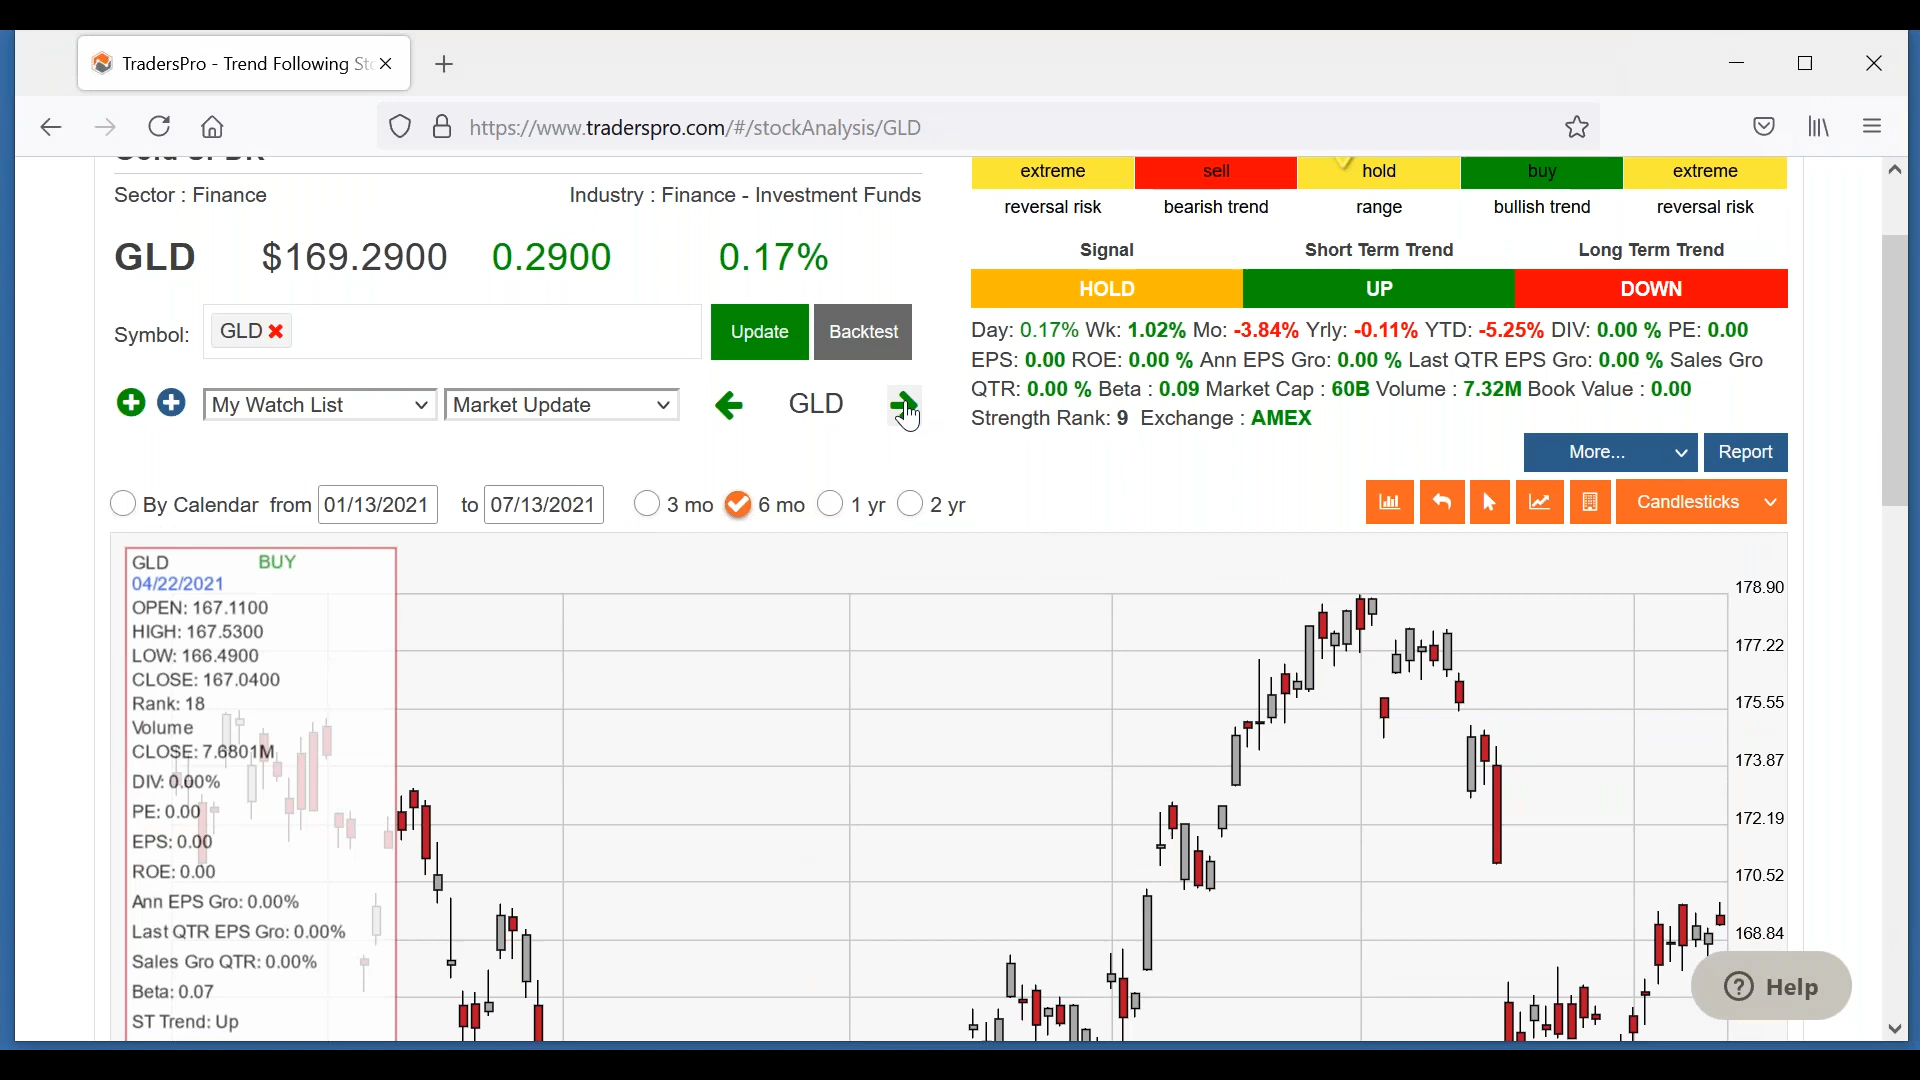 TradersPro - Trend Following Sto
https://www.traderspro.com/#/stockAnalysis/GLD
extreme sell hold buy extreme
Sector : Finance Industry : Finance - Investment Funds
reversal risk bearish trend range bullish trend reversal risk
GLD $169.2900 0.2900 0.17%
Signal Short Term Trend Long Term Trend
HOLD UP DOWN
Symbol: GLD Update Backtest
Day: 0.17% Wk: 1.02% Mo: -3.84% Yrly: -0.11% YTD: -5.25% DIV: 0.00 % PE: 0.00
EPS: 0.00 ROE: 0.00 % Ann EPS Gro: 0.00 % Last QTR EPS Gro: 0.00 % Sales Gro
QTR: 0.00 % Beta : 0.09 Market Cap : 60B Volume : 7.32M Book Value : 0.00
Strength Rank: 9 Exchange : AMEX
My Watch List Market Update GLD
More... Report
By Calendar from 01/13/2021 to 07/13/2021 3 mo 6 mo 1 yr 2 yr Candlesticks
GLD BUY
04/22/2021
OPEN: 167.1100
HIGH: 167.5300
LOW: 166.4900
CLOSE: 167.0400
Rank: 18
Volume
CLOSE: 7.6801M
DIV: 0.00%
PE: 0.00
EPS: 0.00
ROE: 0.00
Ann EPS Gro: 0.00%
Last QTR EPS Gro: 0.00%
Sales Gro QTR: 0.00%
Beta: 0.07
ST Trend: Up
178.90
177.22
175.55
173.87
172.19
170.52
168.84
Help